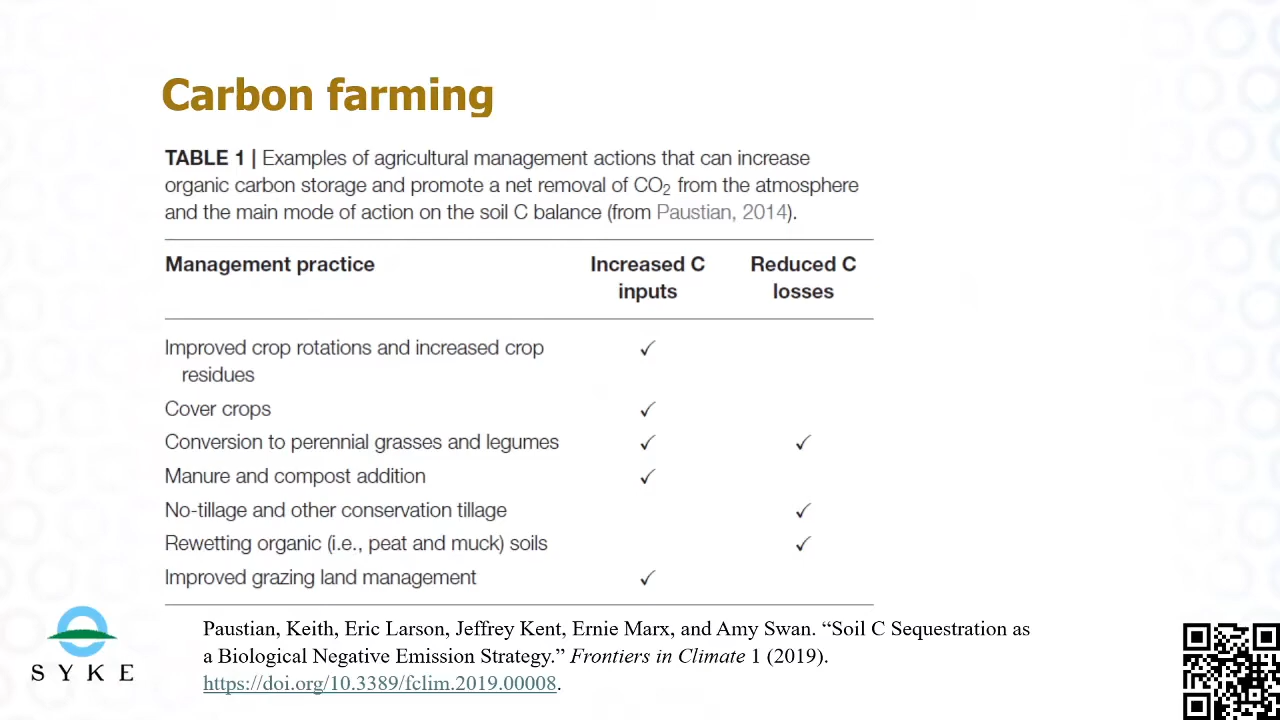 Carbon farming
TABLE 1 | Examples of agricultural management actions that can increase
organic carbon storage and promote a net removal of CO₂ from the atmosphere
and the main mode of action on the soil C balance (from Paustian, 2014).
Management practice Increased C Reduced C
inputs losses
Improved crop rotations and increased crop ✓
residues
Cover crops ✓
Conversion to perennial grasses and legumes ✓ ✓
Manure and compost addition ✓
No-tillage and other conservation tillage ✓
Rewetting organic (i.e., peat and muck) soils ✓
Improved grazing land management ✓
Paustian, Keith, Eric Larson, Jeffrey Kent, Ernie Marx, and Amy Swan. “Soil C Sequestration as
a Biological Negative Emission Strategy.” Frontiers in Climate 1 (2019).
https://doi.org/10.3389/fclim.2019.00008.
SYKE